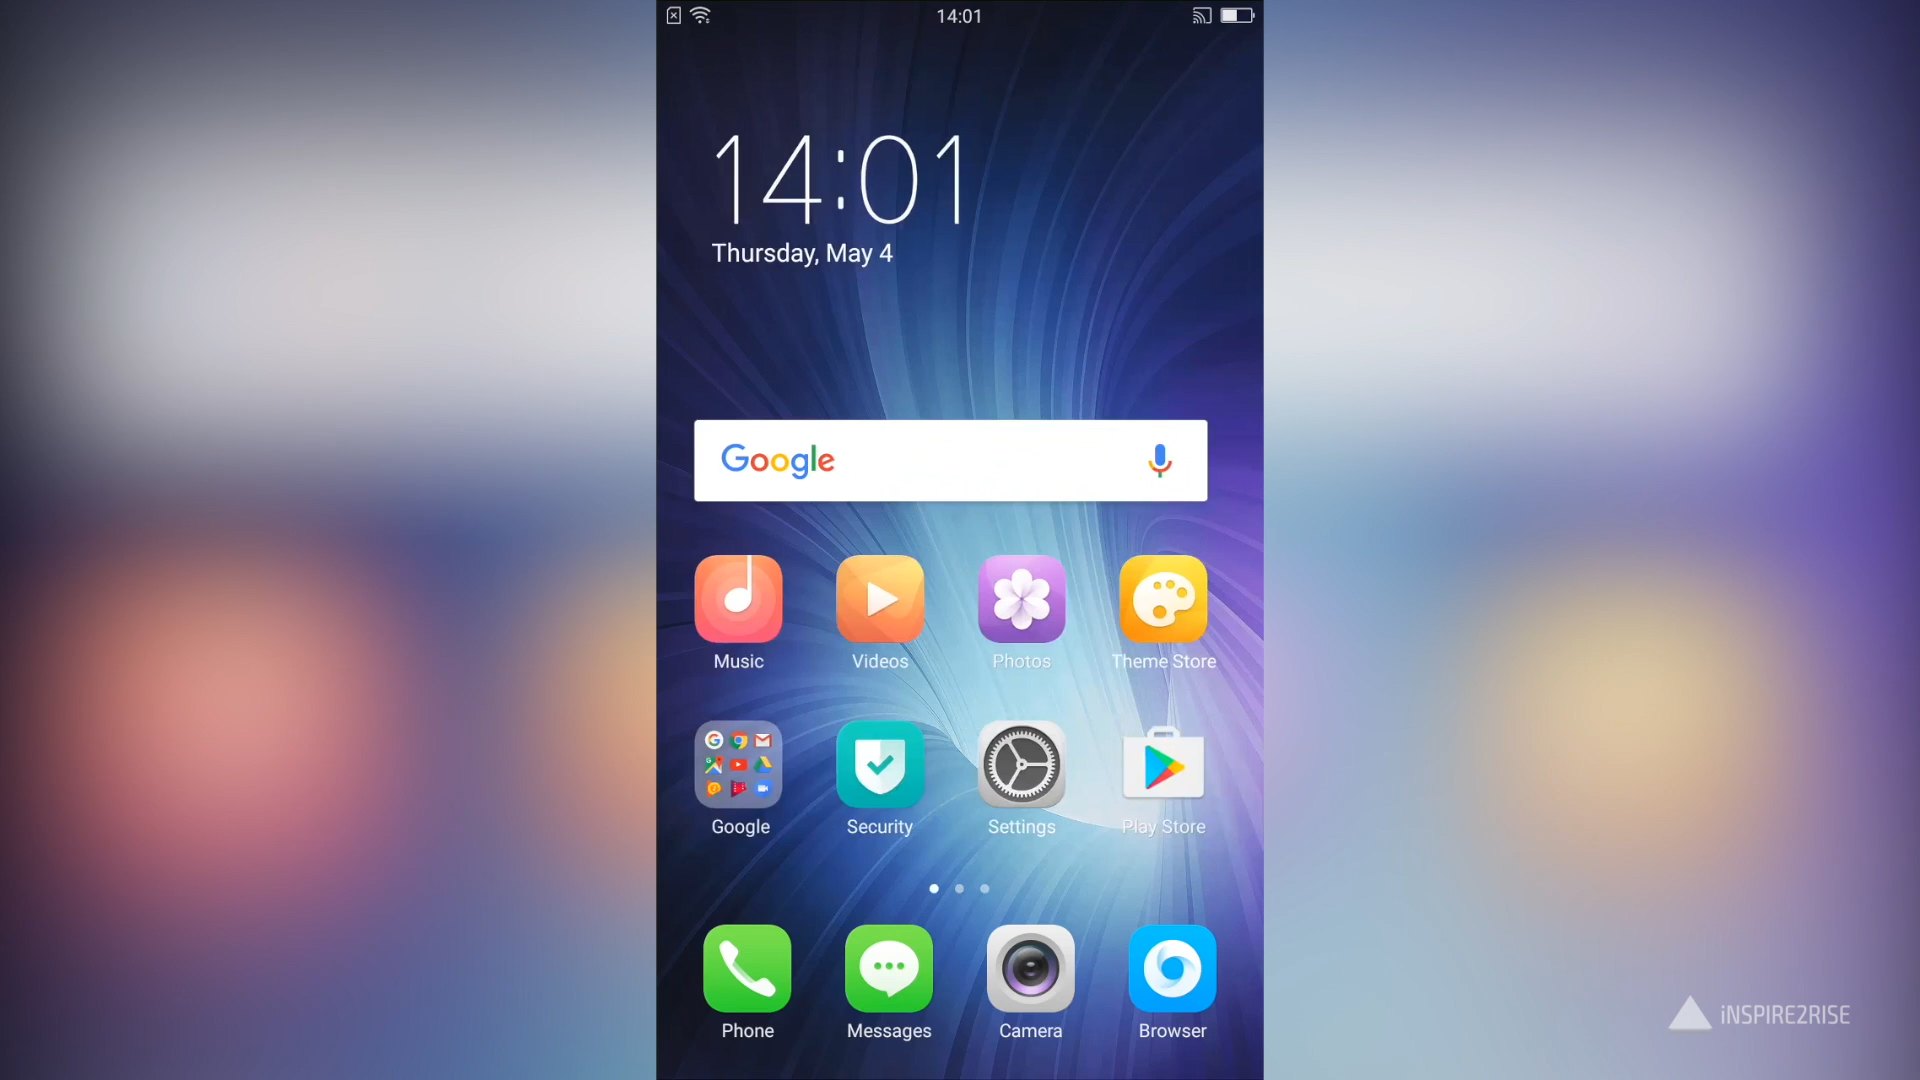 14:01
14:01
Thursday, May 4
Google
Music Videos Photos Theme Store
Google Security Settings Play Store
Phone Messages Camera Browser
iNSPIRE2RISE